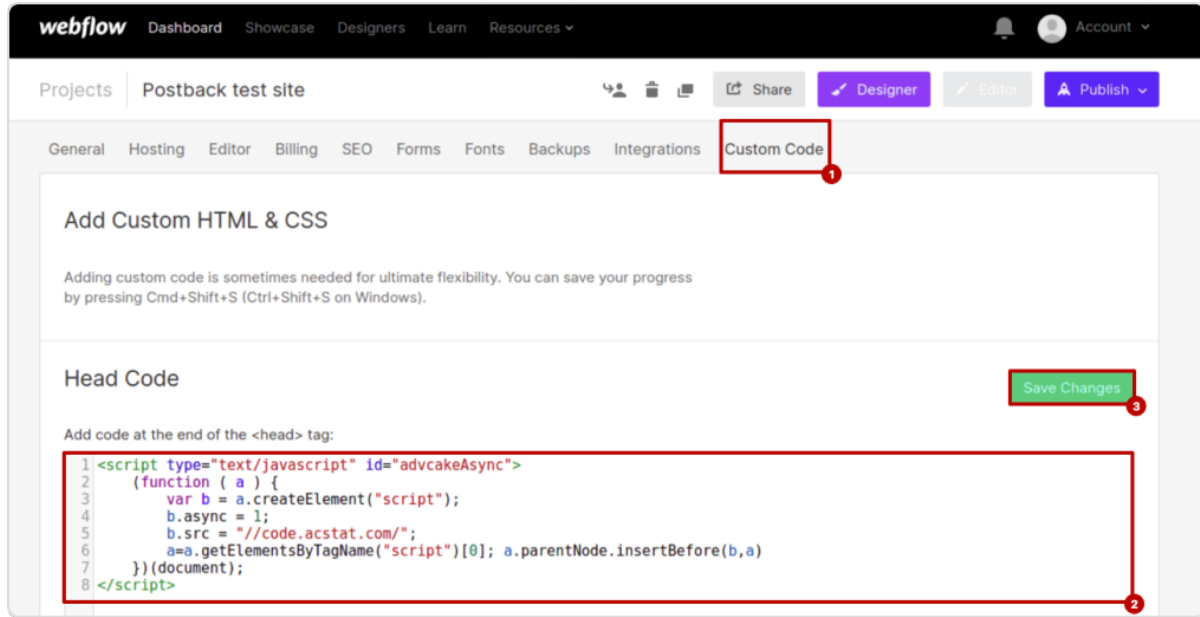 webflow Dashboard Showcase Designers Learn Resources Account
Projects Postback test site Share Designer Editor Publish
General Hosting Editor Billing SEO Forms Fonts Backups Integrations Custom Code
1
Add Custom HTML & CSS
Adding custom code is sometimes needed for ultimate flexibility. You can save your progress
by pressing Cmd+Shift+S (Ctrl+Shift+S on Windows).
Head Code
Save Changes
3
Add code at the end of the <head> tag:
1 <script type="text/javascript" id="advcakeAsync">
2 (function ( a ) {
3 var b = a.createElement("script");
4 b.async = 1;
5 b.src = "//code.acstat.com/";
6 a=a.getElementsByTagName("script")[0]; a.parentNode.insertBefore(b,a)
7 })(document);
8 </script>
2